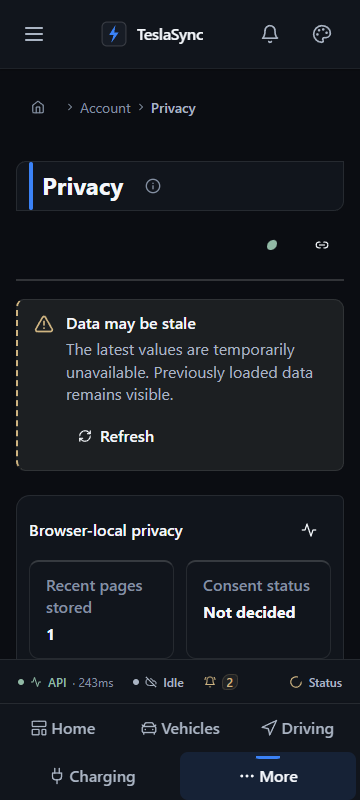 TeslaSync
Account Privacy
Privacy
Data may be stale
The latest values are temporarily
unavailable. Previously loaded data
remains visible.
Refresh
Browser-local privacy
Recent pages
stored
1
Consent status
Not decided
API · 243ms Idle 2 Status
Home Vehicles Driving
Charging More